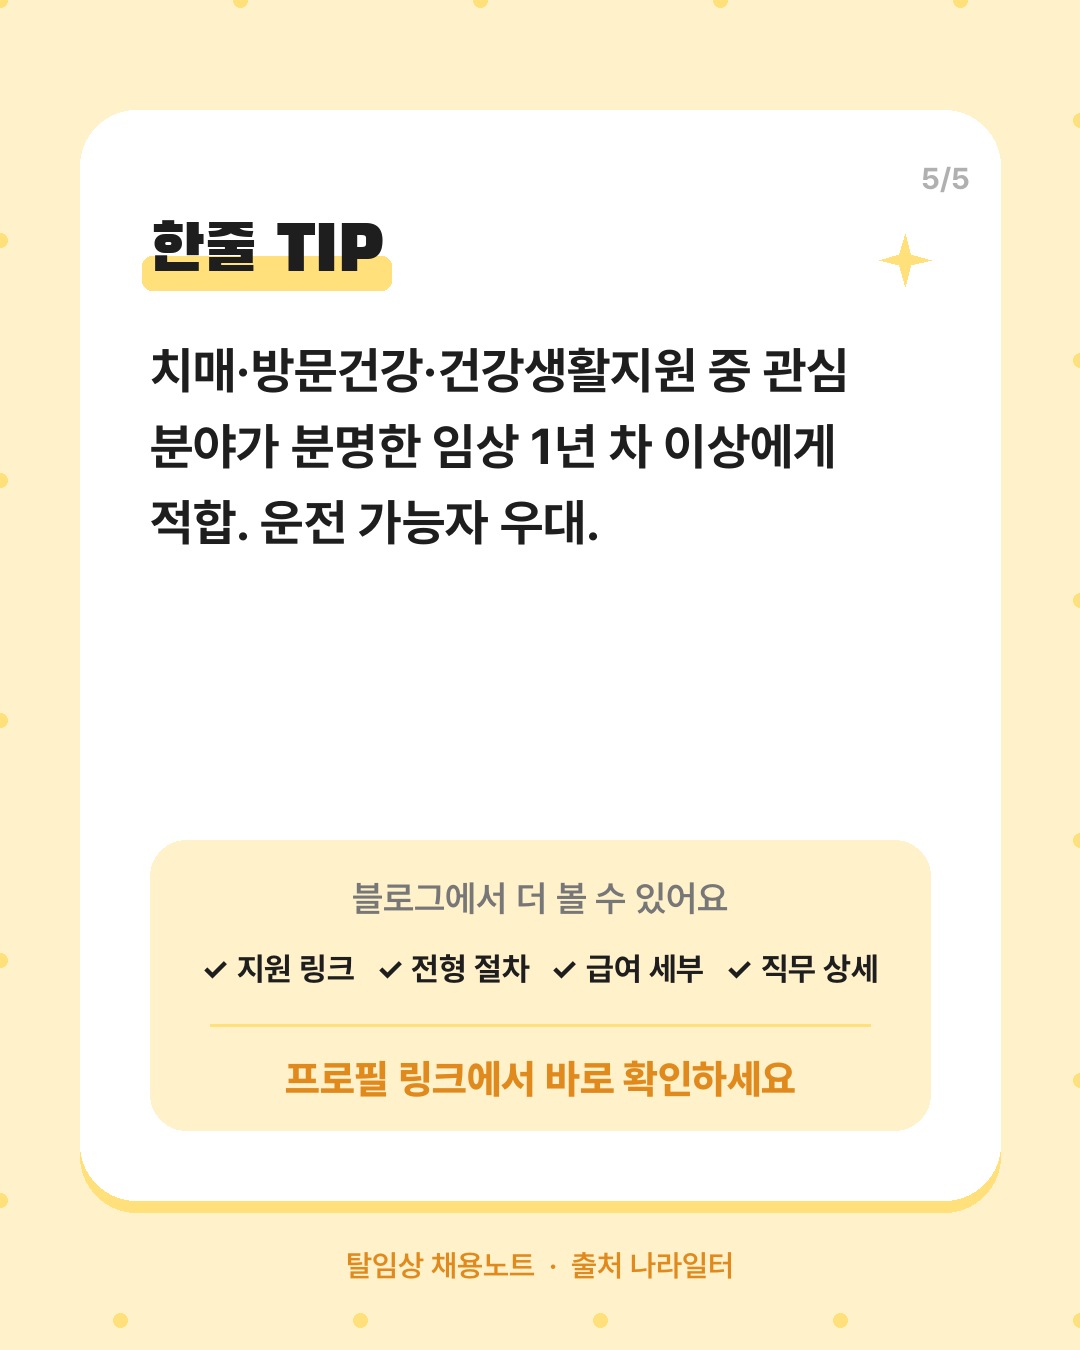 5/5
한줄 TIP
치매·방문건강·건강생활지원 중 관심
분야가 분명한 임상 1년 차 이상에게
적합. 운전 가능자 우대.
블로그에서 더 볼 수 있어요
✓ 지원 링크 ✓ 전형 절차 ✓ 급여 세부 ✓ 직무 상세
프로필 링크에서 바로 확인하세요
탈임상 채용노트 · 출처 나라일터